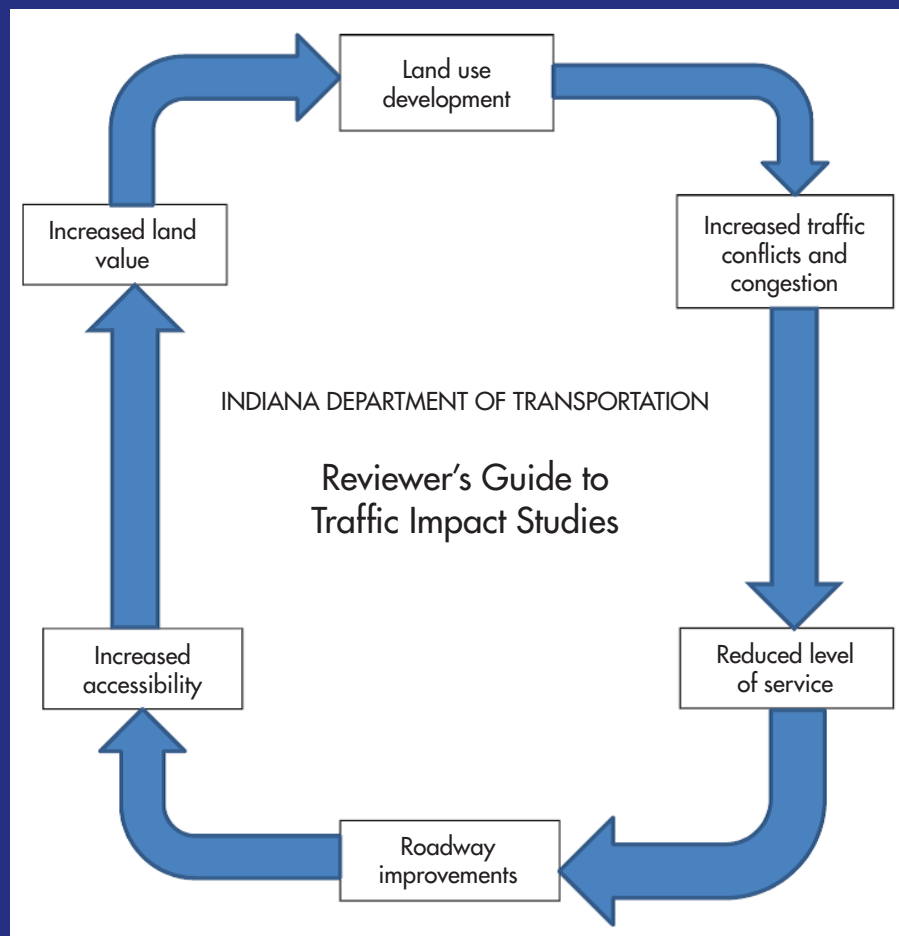 Land use
development
Increased land
value
Increased traffic
conflicts and
congestion
INDIANA DEPARTMENT OF TRANSPORTATION
Reviewer’s Guide to
Traffic Impact Studies
Increased
accessibility
Reduced level
of service
Roadway
improvements